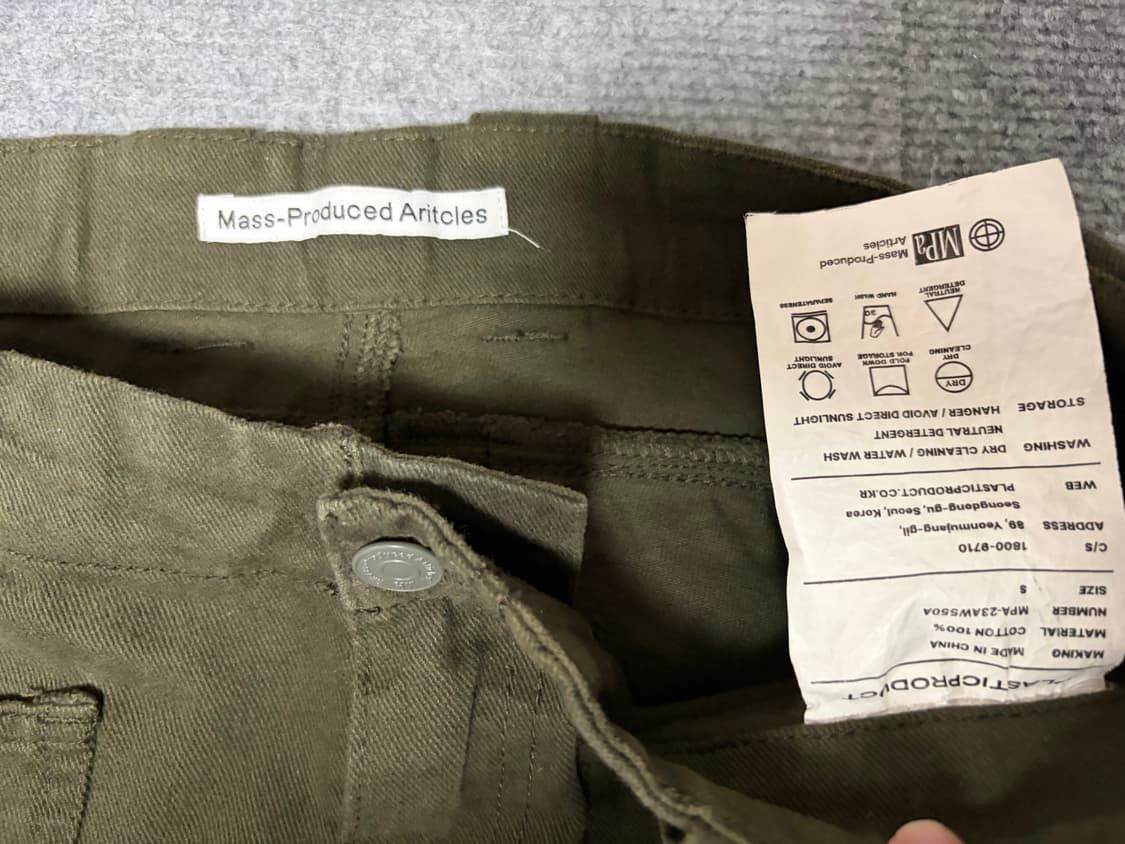 Mass-Produced Aritcles
PLASTICPRODUCT
MAKING MADE IN CHINA
MATERIAL COTTON 100%
NUMBER MPA-23AW550A
SIZE S
C/S 1800-9710
ADDRESS 89, Yeonmujang-gil,
Seongdong-gu, Seoul, Korea
WEB PLASTICPRODUCT.CO.KR
WASHING DRY CLEANING / WATER WASH
NEUTRAL DETERGENT
STORAGE HANGER / AVOID DIRECT SUNLIGHT
DRY
DRY CLEANING
FOLD DOWN FOR STORAGE
AVOID DIRECT SUNLIGHT
30
NEUTRAL DETERGENT
HAND WASH
SEPARATENESS
MPa
Mass-Produced
Articles